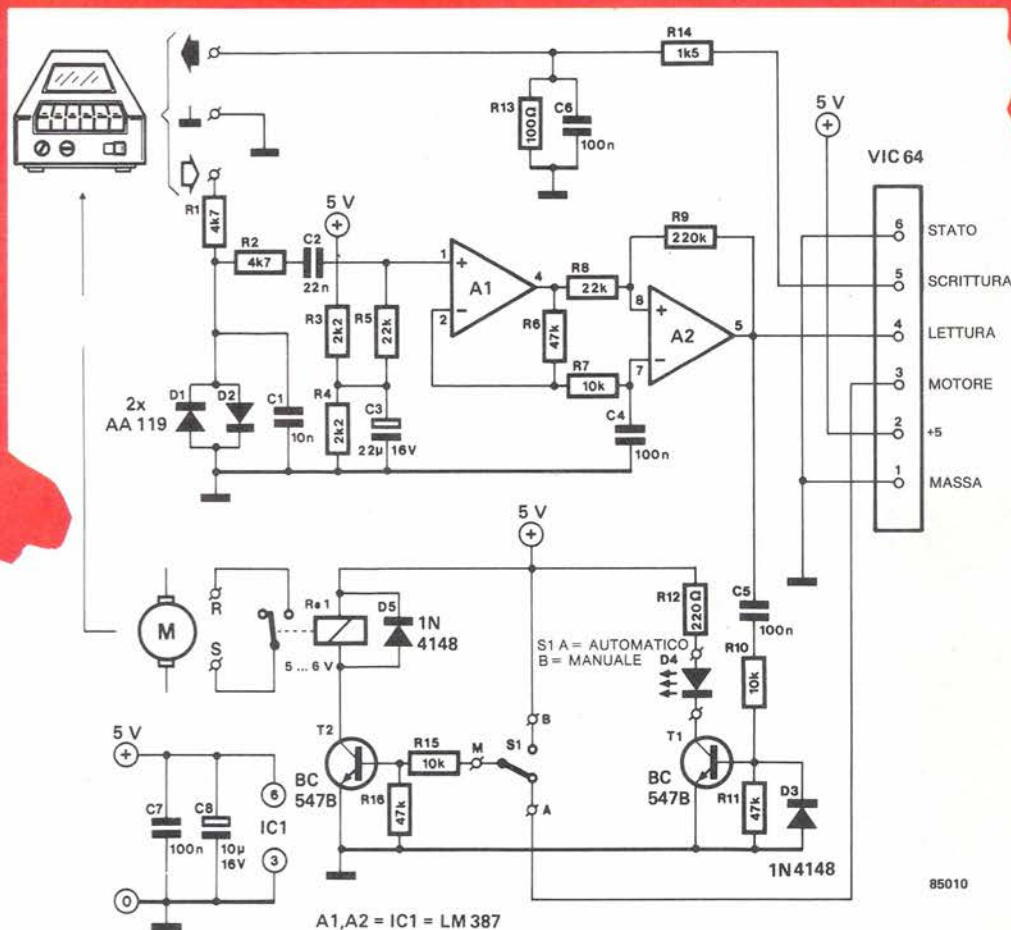 R14
1k5
R13
100Ω
C6
100n
5 V
VIC 64
R1
4k7
R2
4k7
C2
22n
5 V
R9
220k
6 STATO
5 SCRITTURA
4 LETTURA
3 MOTORE
2 +5
1 MASSA
1
2
A1
4
R8
22k
8
7
A2
5
R3
2k2
R5
22k
R6
47k
R7
10k
2x
AA 119
D1
D2
C1
10n
R4
2k2
C3
22µ
16V
C4
100n
5 V
M
R
S
Re 1
5 ... 6 V
D5
1N
4148
R12
220Ω
S1 A = AUTOMATICO
B = MANUALE
D4
C5
100n
R10
10k
5 V
T2
BC
547B
R15
10k
M
S1
B
A
R16
47k
T1
BC
547B
R11
47k
D3
1N4148
C7
100n
C8
10µ
16V
6
IC1
3
0
85010
A1,A2 = IC1 = LM 387